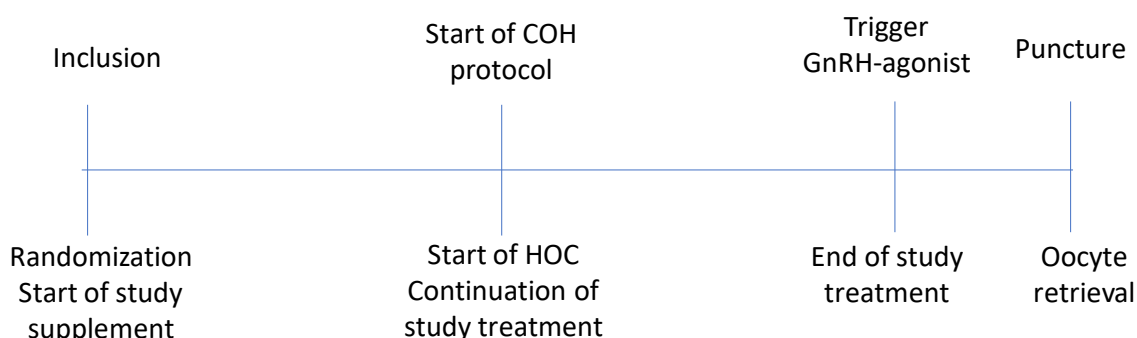 Inclusion
Start of COH
protocol
Trigger
GnRH-agonist
Puncture
Randomization
Start of study
supplement
Start of HOC
Continuation of
study treatment
End of study
treatment
Oocyte
retrieval